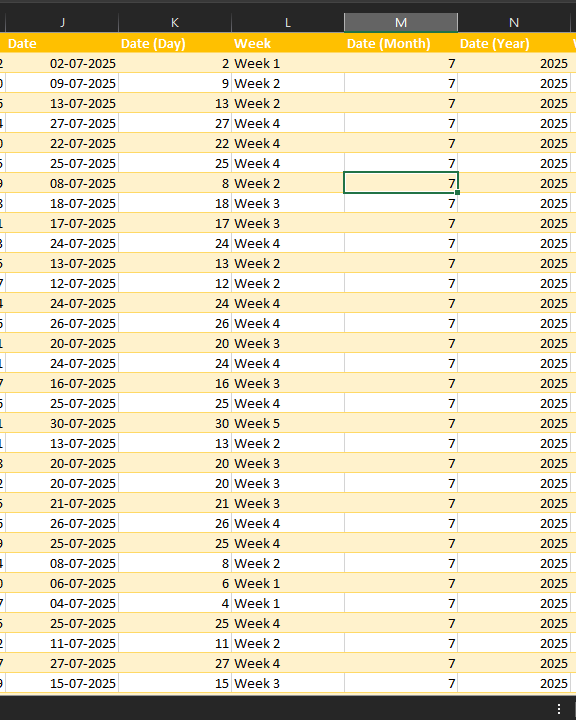 J K L M N
Date Date (Day) Week Date (Month) Date (Year)
02-07-2025 2 Week 1 7 2025
09-07-2025 9 Week 2 7 2025
13-07-2025 13 Week 2 7 2025
27-07-2025 27 Week 4 7 2025
22-07-2025 22 Week 4 7 2025
25-07-2025 25 Week 4 7 2025
08-07-2025 8 Week 2 7 2025
18-07-2025 18 Week 3 7 2025
17-07-2025 17 Week 3 7 2025
24-07-2025 24 Week 4 7 2025
13-07-2025 13 Week 2 7 2025
12-07-2025 12 Week 2 7 2025
24-07-2025 24 Week 4 7 2025
26-07-2025 26 Week 4 7 2025
20-07-2025 20 Week 3 7 2025
24-07-2025 24 Week 4 7 2025
16-07-2025 16 Week 3 7 2025
25-07-2025 25 Week 4 7 2025
30-07-2025 30 Week 5 7 2025
13-07-2025 13 Week 2 7 2025
20-07-2025 20 Week 3 7 2025
20-07-2025 20 Week 3 7 2025
21-07-2025 21 Week 3 7 2025
26-07-2025 26 Week 4 7 2025
25-07-2025 25 Week 4 7 2025
08-07-2025 8 Week 2 7 2025
06-07-2025 6 Week 1 7 2025
04-07-2025 4 Week 1 7 2025
25-07-2025 25 Week 4 7 2025
11-07-2025 11 Week 2 7 2025
27-07-2025 27 Week 4 7 2025
15-07-2025 15 Week 3 7 2025